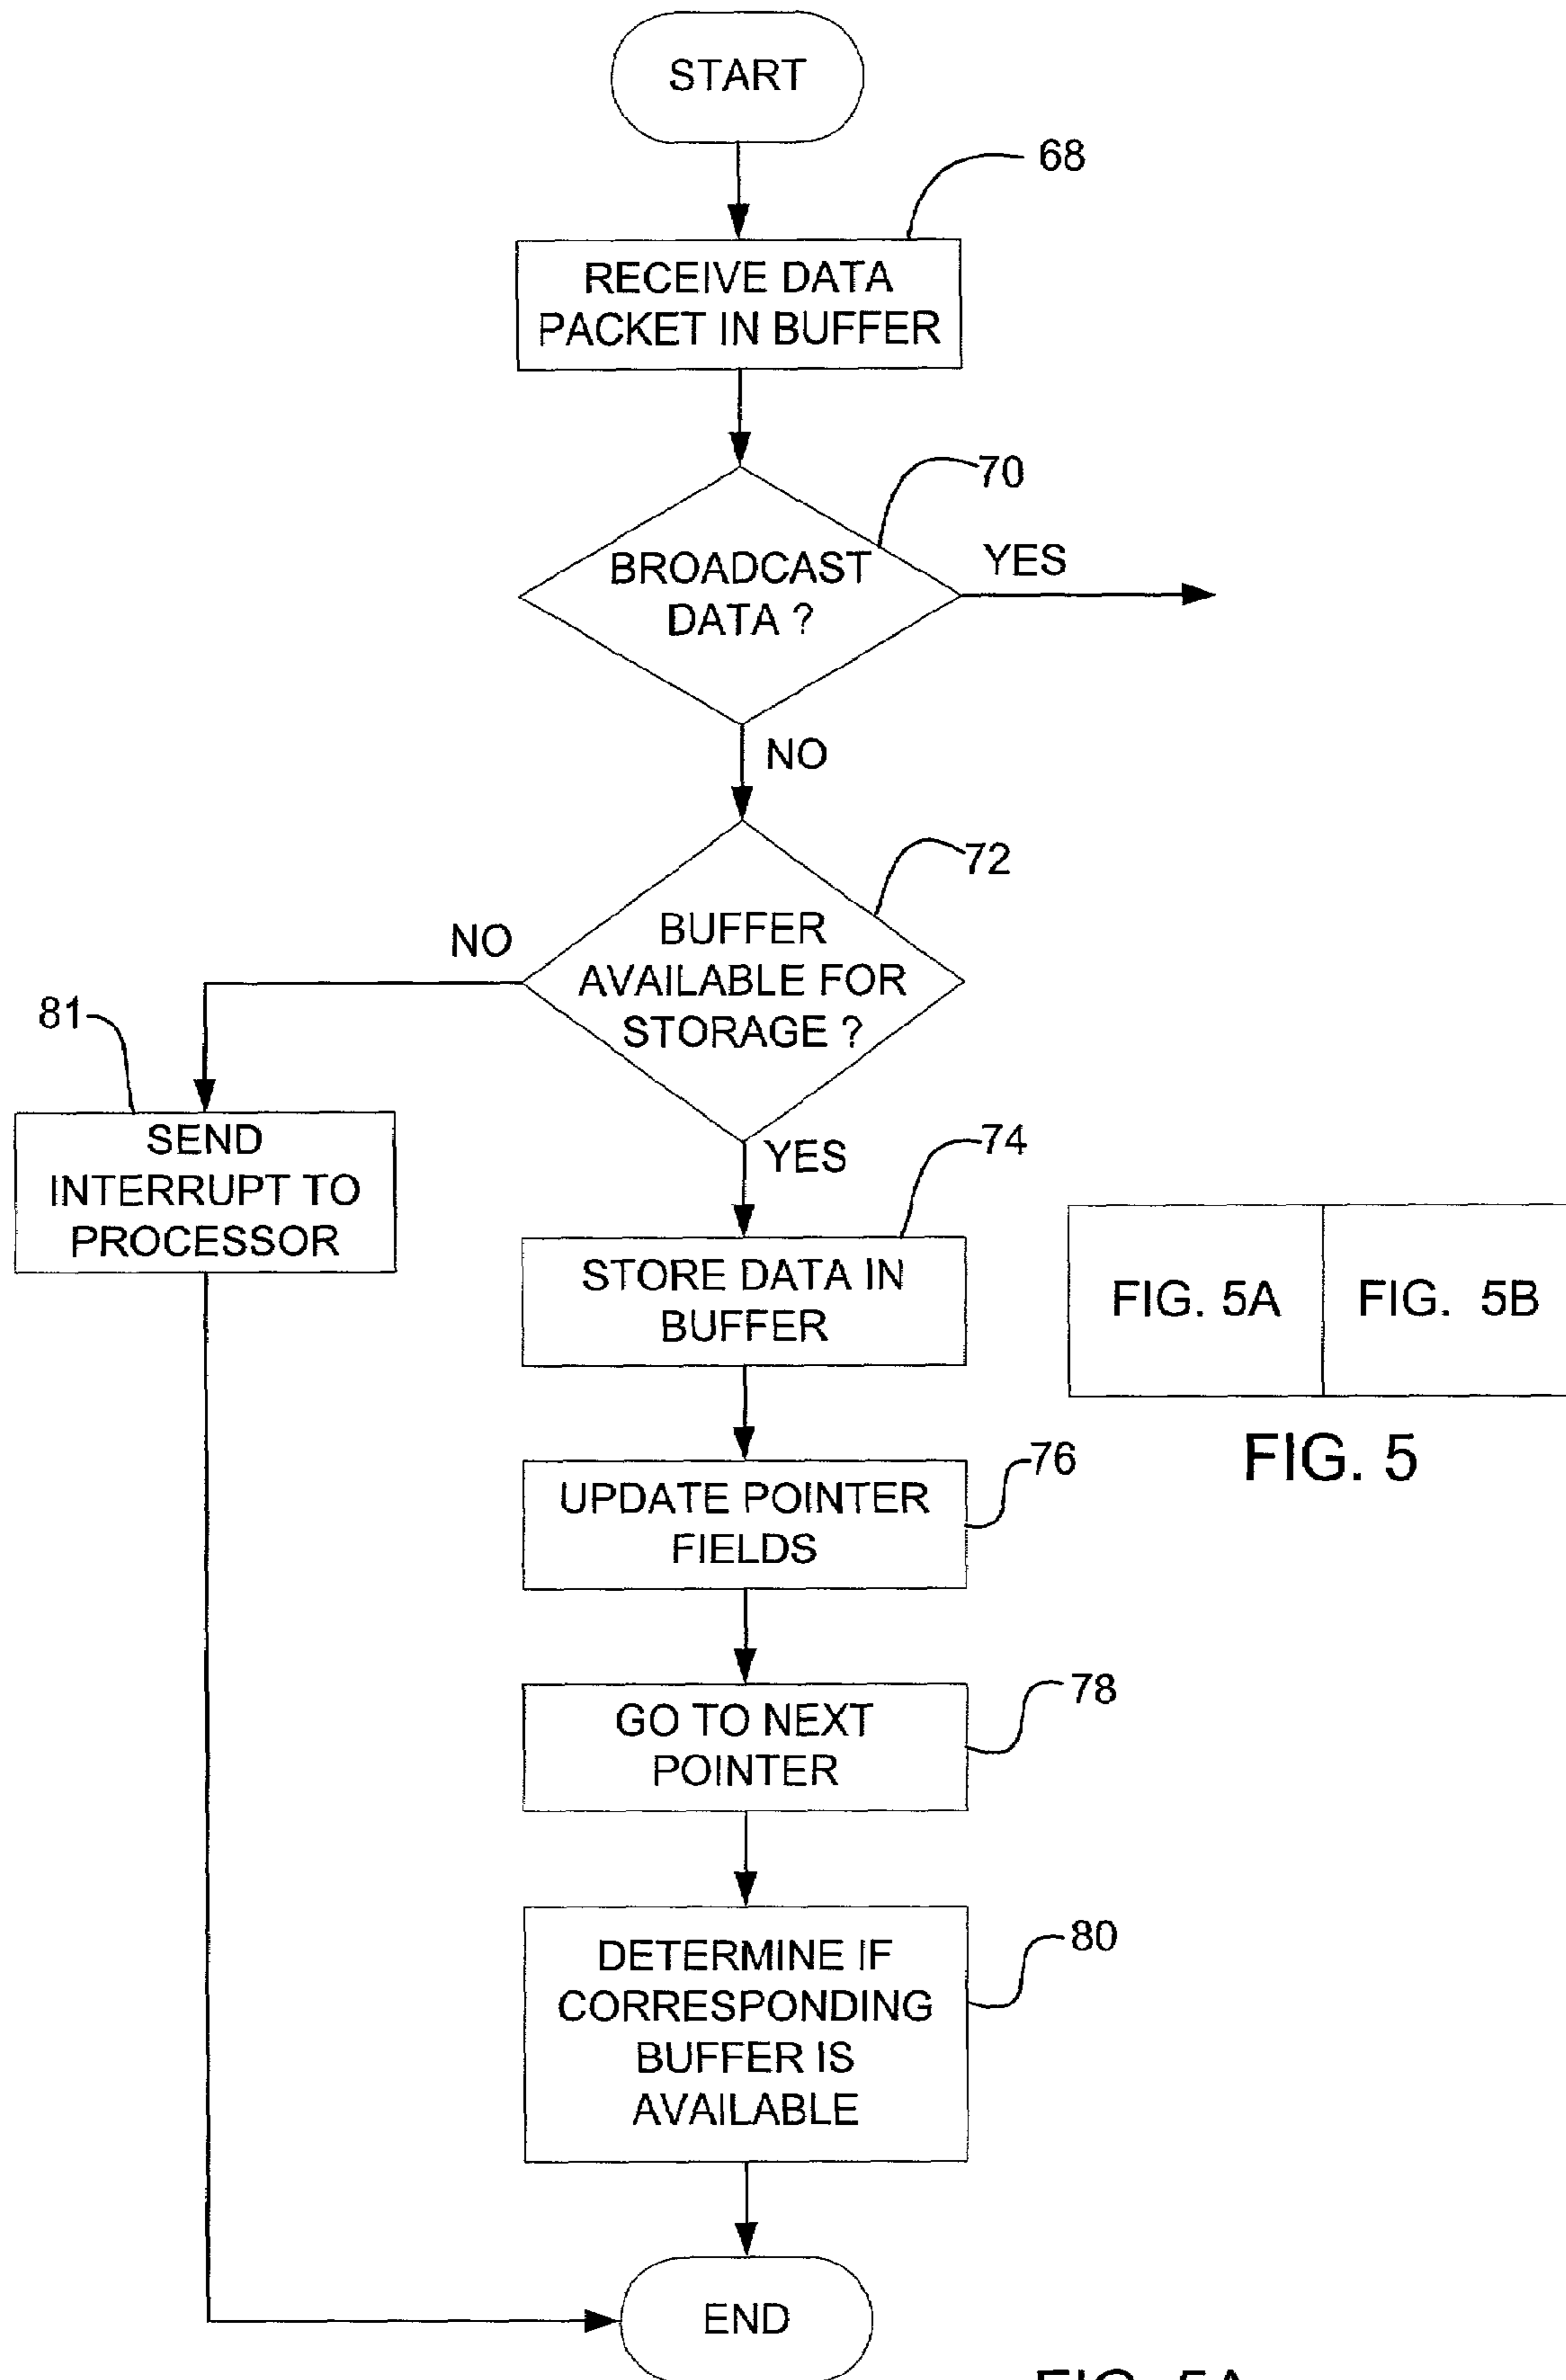 START
68
RECEIVE DATA
PACKET IN BUFFER
70
BROADCAST
DATA ?
YES
NO
72
BUFFER
AVAILABLE FOR
STORAGE ?
NO
81
SEND
INTERRUPT TO
PROCESSOR
YES
74
STORE DATA IN
BUFFER
FIG. 5A
FIG. 5B
FIG. 5
76
UPDATE POINTER
FIELDS
78
GO TO NEXT
POINTER
80
DETERMINE IF
CORRESPONDING
BUFFER IS
AVAILABLE
END
FIG. 5A